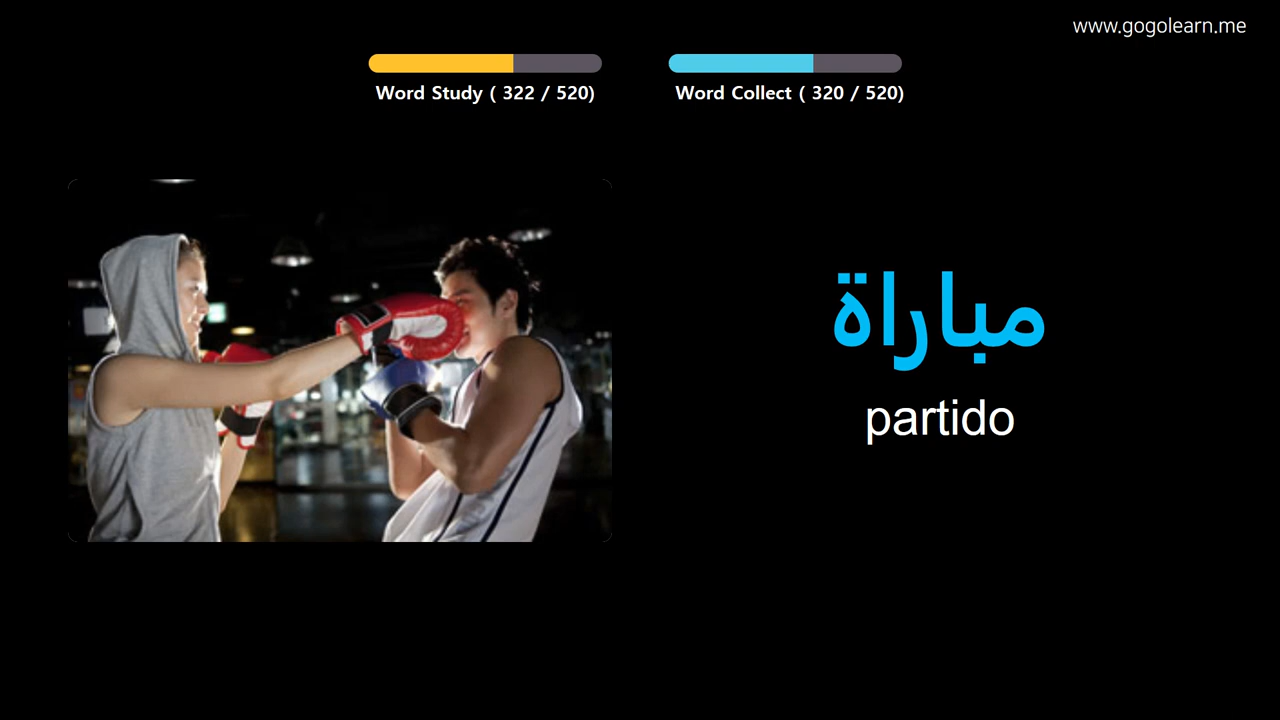 www.gogolearn.me
Word Study ( 322 / 520)
Word Collect ( 320 / 520)
مباراة
partido